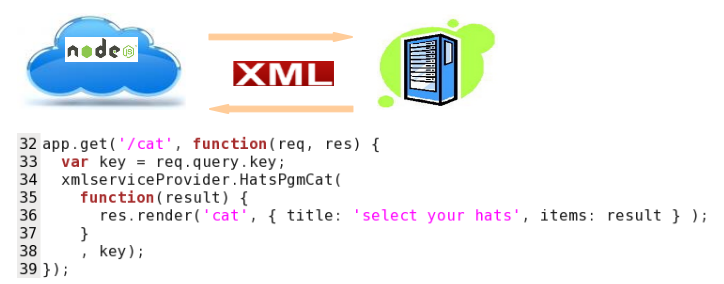 node JS
XML
32 app.get('/cat', function(req, res) {
33   var key = req.query.key;
34   xmlserviceProvider.HatsPgmCat(
35     function(result) {
36       res.render('cat', { title: 'select your hats', items: result } );
37     }
38     , key);
39 });